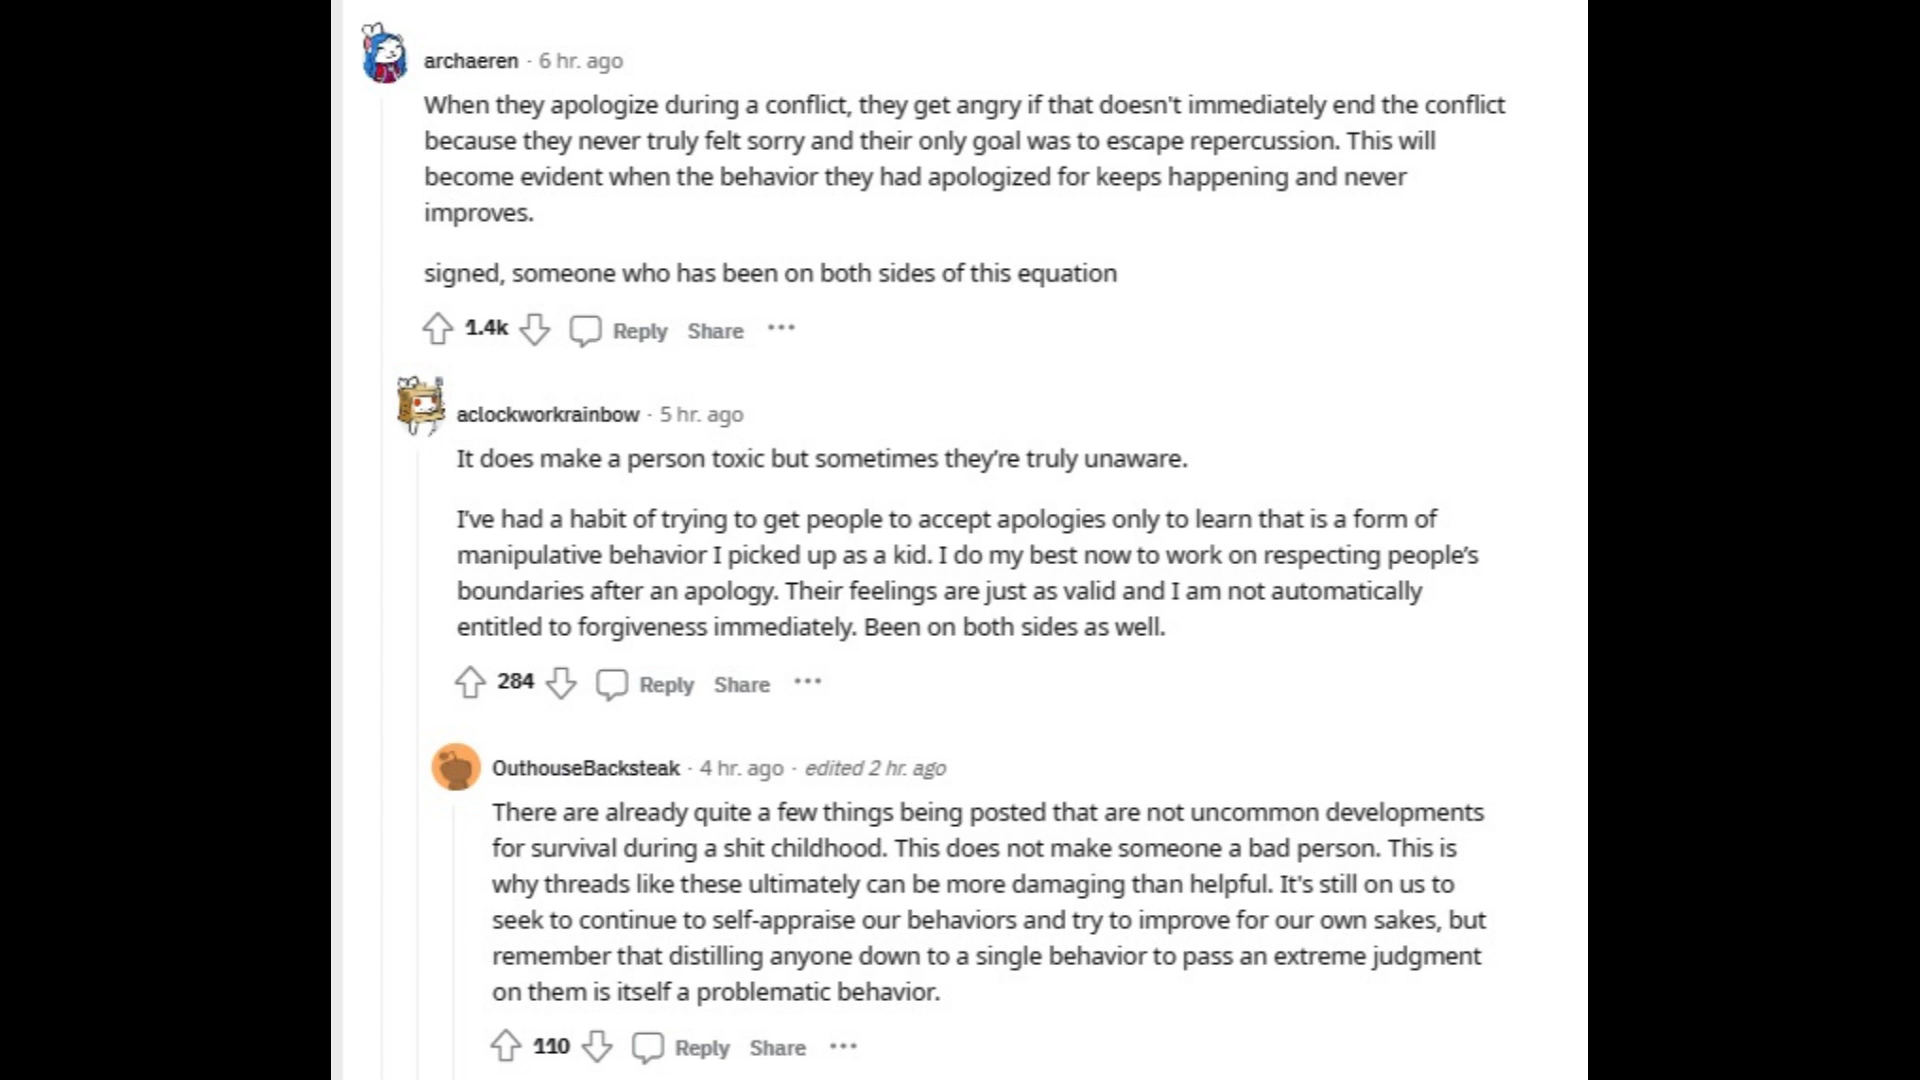 archaeren · 6 hr. ago
When they apologize during a conflict, they get angry if that doesn't immediately end the conflict
because they never truly felt sorry and their only goal was to escape repercussion. This will
become evident when the behavior they had apologized for keeps happening and never
improves.
signed, someone who has been on both sides of this equation
1.4k Reply Share ···
aclockworkrainbow · 5 hr. ago
It does make a person toxic but sometimes they're truly unaware.
I've had a habit of trying to get people to accept apologies only to learn that is a form of
manipulative behavior I picked up as a kid. I do my best now to work on respecting people's
boundaries after an apology. Their feelings are just as valid and I am not automatically
entitled to forgiveness immediately. Been on both sides as well.
284 Reply Share ···
OuthouseBacksteak · 4 hr. ago · edited 2 hr. ago
There are already quite a few things being posted that are not uncommon developments
for survival during a shit childhood. This does not make someone a bad person. This is
why threads like these ultimately can be more damaging than helpful. It's still on us to
seek to continue to self-appraise our behaviors and try to improve for our own sakes, but
remember that distilling anyone down to a single behavior to pass an extreme judgment
on them is itself a problematic behavior.
110 Reply Share ···